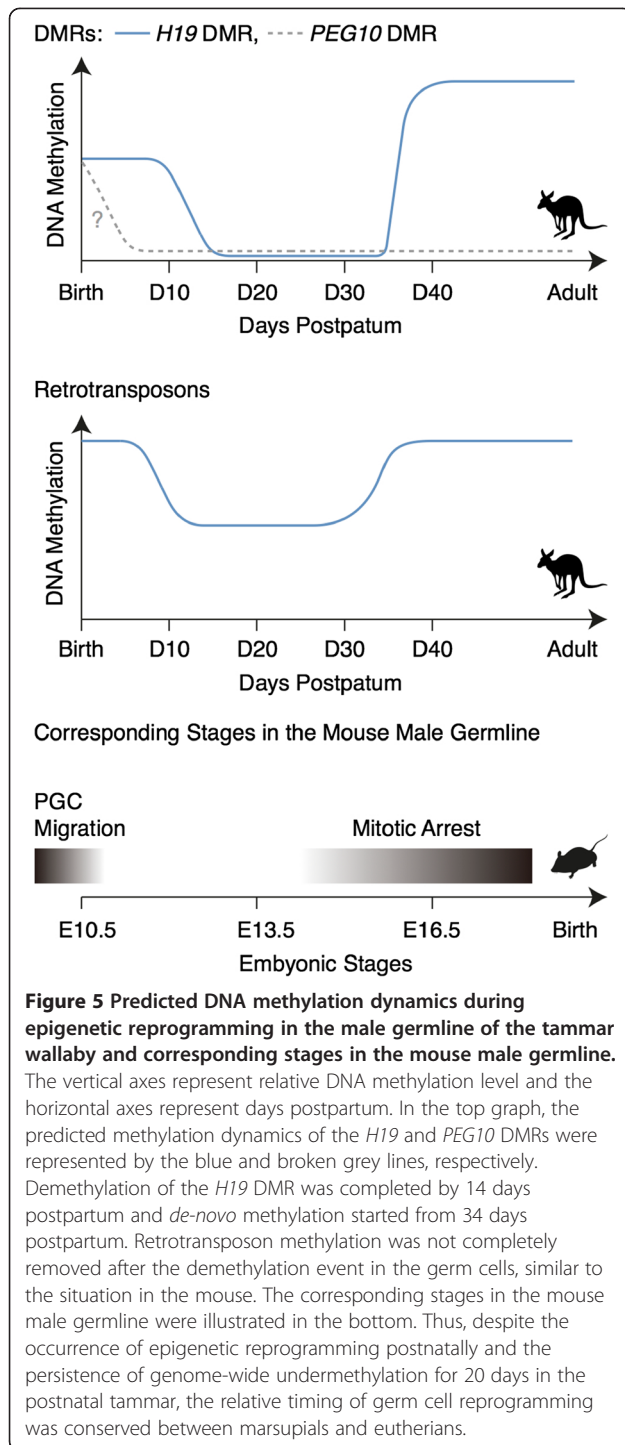 DMRs: H19 DMR, PEG10 DMR
DNA Methylation
?
Birth D10 D20 D30 D40 Adult
Days Postpatum
Retrotransposons
DNA Methylation
Birth D10 D20 D30 D40 Adult
Days Postpatum
Corresponding Stages in the Mouse Male Germline
PGC
Migration Mitotic Arrest
E10.5 E13.5 E16.5 Birth
Embyonic Stages
Figure 5 Predicted DNA methylation dynamics during
epigenetic reprogramming in the male germline of the tammar
wallaby and corresponding stages in the mouse male germline.
The vertical axes represent relative DNA methylation level and the
horizontal axes represent days postpartum. In the top graph, the
predicted methylation dynamics of the H19 and PEG10 DMRs were
represented by the blue and broken grey lines, respectively.
Demethylation of the H19 DMR was completed by 14 days
postpartum and de-novo methylation started from 34 days
postpartum. Retrotransposon methylation was not completely
removed after the demethylation event in the germ cells, similar to
the situation in the mouse. The corresponding stages in the mouse
male germline were illustrated in the bottom. Thus, despite the
occurrence of epigenetic reprogramming postnatally and the
persistence of genome-wide undermethylation for 20 days in the
postnatal tammar, the relative timing of germ cell reprogramming
was conserved between marsupials and eutherians.